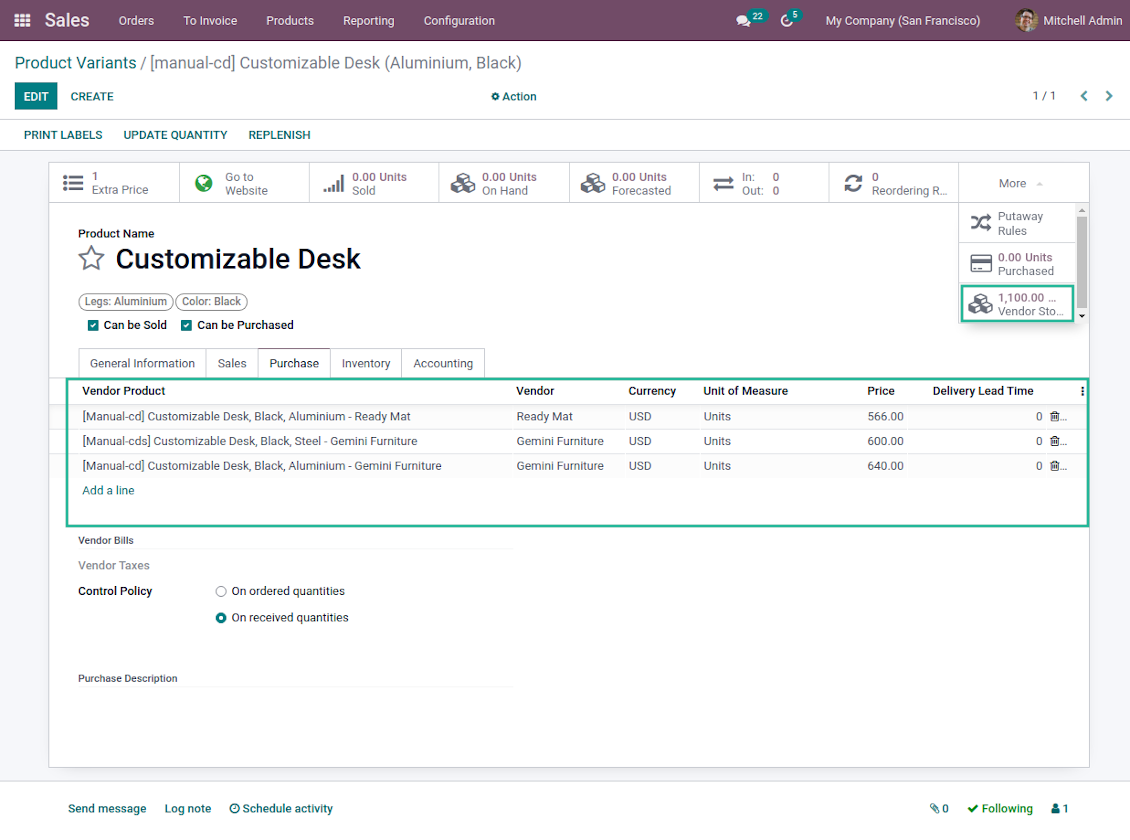 Sales Orders To Invoice Products Reporting Configuration 22 5 My Company (San Francisco) Mitchell Admin
Product Variants / [manual-cd] Customizable Desk (Aluminium, Black)
EDIT CREATE Action 1 / 1
PRINT LABELS UPDATE QUANTITY REPLENISH
1
Extra Price
Go to
Website
0.00 Units
Sold
0.00 Units
On Hand
0.00 Units
Forecasted
In: 0
Out: 0
0
Reordering R...
More
Putaway
Rules
0.00 Units
Purchased
1,100.00 ...
Vendor Sto...
Product Name
Customizable Desk
Legs: Aluminium Color: Black
Can be Sold Can be Purchased
General Information Sales Purchase Inventory Accounting
Vendor Product Vendor Currency Unit of Measure Price Delivery Lead Time
[Manual-cd] Customizable Desk, Black, Aluminium - Ready Mat Ready Mat USD Units 566.00 0 ...
[Manual-cds] Customizable Desk, Black, Steel - Gemini Furniture Gemini Furniture USD Units 600.00 0 ...
[Manual-cd] Customizable Desk, Black, Aluminium - Gemini Furniture Gemini Furniture USD Units 640.00 0 ...
Add a line
Vendor Bills
Vendor Taxes
Control Policy On ordered quantities
On received quantities
Purchase Description
Send message Log note Schedule activity 0 Following 1